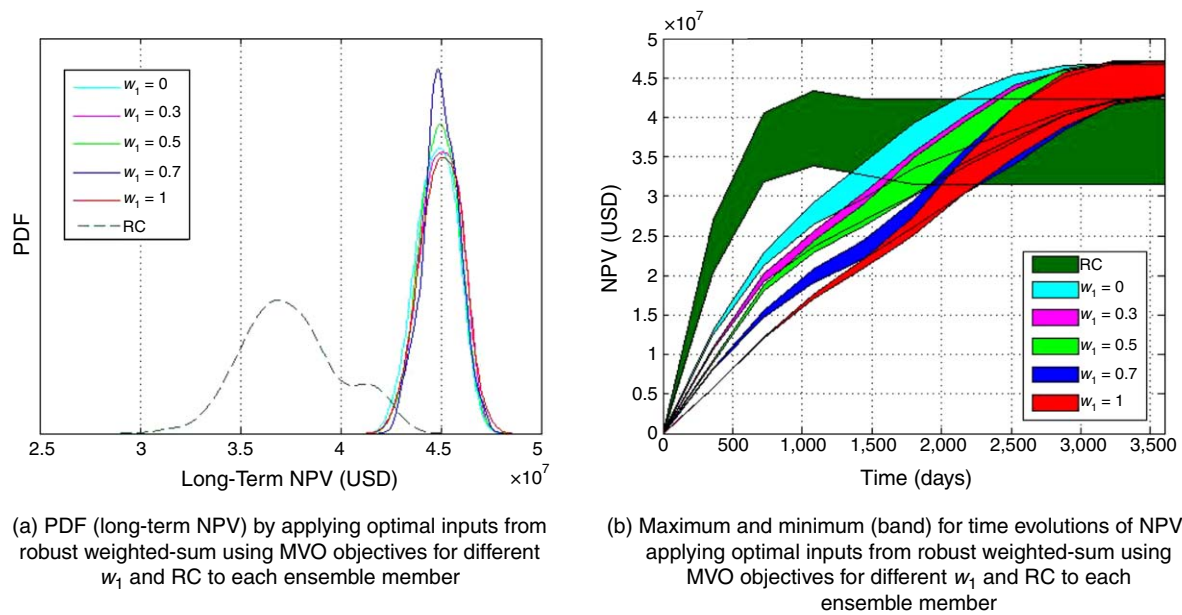 w₁ = 0
w₁ = 0.3
w₁ = 0.5
w₁ = 0.7
w₁ = 1
RC
PDF
2.5 3 3.5 4 4.5 5
×10⁷
Long-Term NPV (USD)
(a) PDF (long-term NPV) by applying optimal inputs from
robust weighted-sum using MVO objectives for different
w₁ and RC to each ensemble member
×10⁷
5
4.5
4
3.5
3
2.5
2
1.5
1
0.5
0
NPV (USD)
RC
w₁ = 0
w₁ = 0.3
w₁ = 0.5
w₁ = 0.7
w₁ = 1
0 500 1,000 1,500 2,000 2,500 3,000 3,500
Time (days)
(b) Maximum and minimum (band) for time evolutions of NPV
applying optimal inputs from robust weighted-sum using
MVO objectives for different w₁ and RC to each
ensemble member